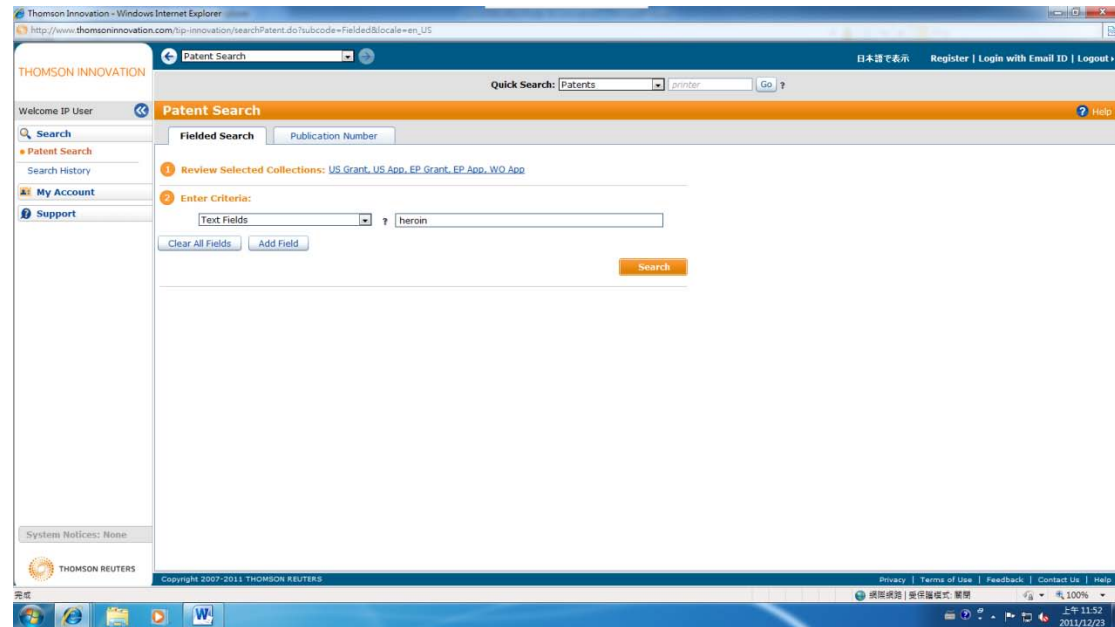 Thomson Innovation - Windows Internet Explorer
http://www.thomsoninnovation.com/tip-innovation/searchPatent.do?subcode=Fielded&locale=en_US
THOMSON INNOVATION
Patent Search
日本語で表示 Register | Login with Email ID | Logout
Quick Search: Patents printer Go ?
Welcome IP User
Patent Search
Help
Search
Patent Search
Search History
My Account
Support
Fielded Search Publication Number
1 Review Selected Collections: US Grant, US App, EP Grant, EP App, WO App
2 Enter Criteria:
Text Fields ? heroin
Clear All Fields Add Field
Search
System Notices: None
THOMSON REUTERS
Copyright 2007-2011 THOMSON REUTERS
Privacy | Terms of Use | Feedback | Contact Us | Help
完成
網際網路 | 受保護模式: 關閉
100%
上午 11:52
2011/12/23